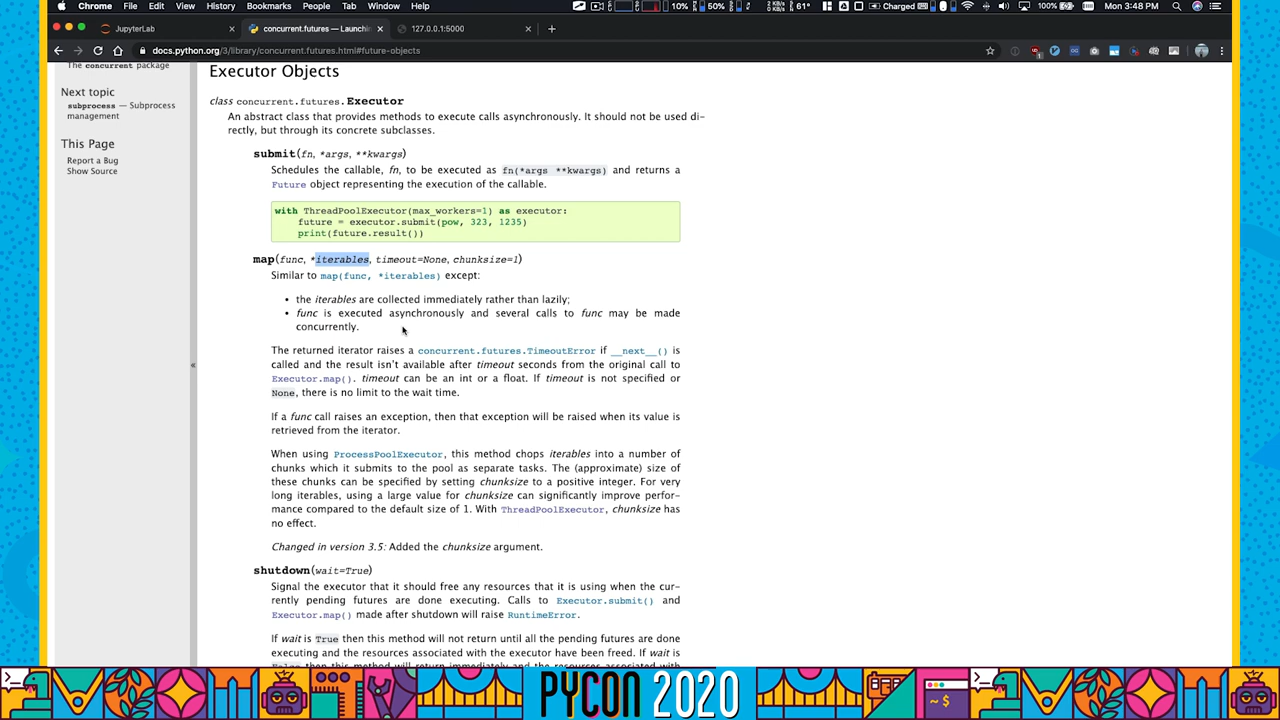 Chrome File Edit View History Bookmarks People Tab Window Help 10% 50% 61° Charged 100% Mon 3:48 PM
JupyterLab
concurrent.futures — Launchin
127.0.0.1:5000
docs.python.org/3/library/concurrent.futures.html#future-objects
The concurrent package
Next topic
subprocess — Subprocess
management
This Page
Report a Bug
Show Source
Executor Objects
class concurrent.futures.Executor
An abstract class that provides methods to execute calls asynchronously. It should not be used di-
rectly, but through its concrete subclasses.
submit(fn, *args, **kwargs)
Schedules the callable, fn, to be executed as fn(*args **kwargs) and returns a
Future object representing the execution of the callable.
with ThreadPoolExecutor(max_workers=1) as executor:
future = executor.submit(pow, 323, 1235)
print(future.result())
map(func, *iterables, timeout=None, chunksize=1)
Similar to map(func, *iterables) except:
• the iterables are collected immediately rather than lazily;
• func is executed asynchronously and several calls to func may be made
concurrently.
The returned iterator raises a concurrent.futures.TimeoutError if __next__() is
called and the result isn't available after timeout seconds from the original call to
Executor.map(). timeout can be an int or a float. If timeout is not specified or
None, there is no limit to the wait time.
If a func call raises an exception, then that exception will be raised when its value is
retrieved from the iterator.
When using ProcessPoolExecutor, this method chops iterables into a number of
chunks which it submits to the pool as separate tasks. The (approximate) size of
these chunks can be specified by setting chunksize to a positive integer. For very
long iterables, using a large value for chunksize can significantly improve perfor-
mance compared to the default size of 1. With ThreadPoolExecutor, chunksize has
no effect.
Changed in version 3.5: Added the chunksize argument.
shutdown(wait=True)
Signal the executor that it should free any resources that it is using when the cur-
rently pending futures are done executing. Calls to Executor.submit() and
Executor.map() made after shutdown will raise RuntimeError.
If wait is True then this method will not return until all the pending futures are done
executing and the resources associated with the executor have been freed. If wait is
False then this method will return immediately and the resources associated with
PYCON 2020
~ $